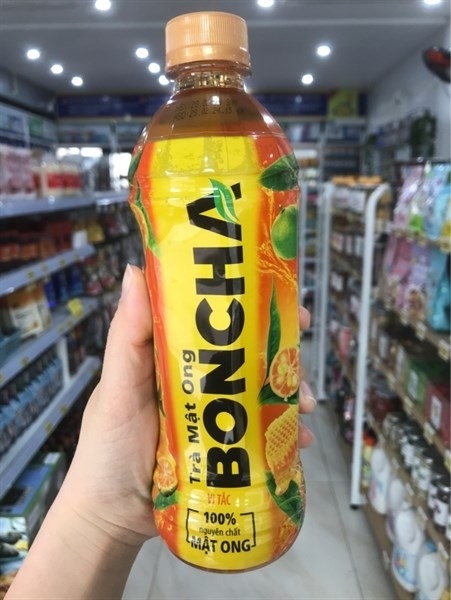 Trà Mật Ong
BONCHA
VỊ TẮC
100%
nguyên chất
MẬT ONG